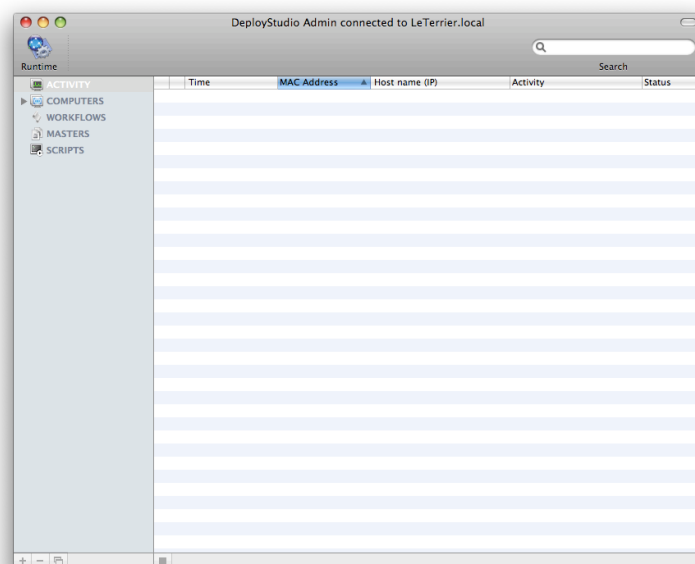 DeployStudio Admin connected to LeTerrier.local
Runtime
Search
ACTIVITY
COMPUTERS
WORKFLOWS
MASTERS
SCRIPTS
Time MAC Address Host name (IP) Activity Status